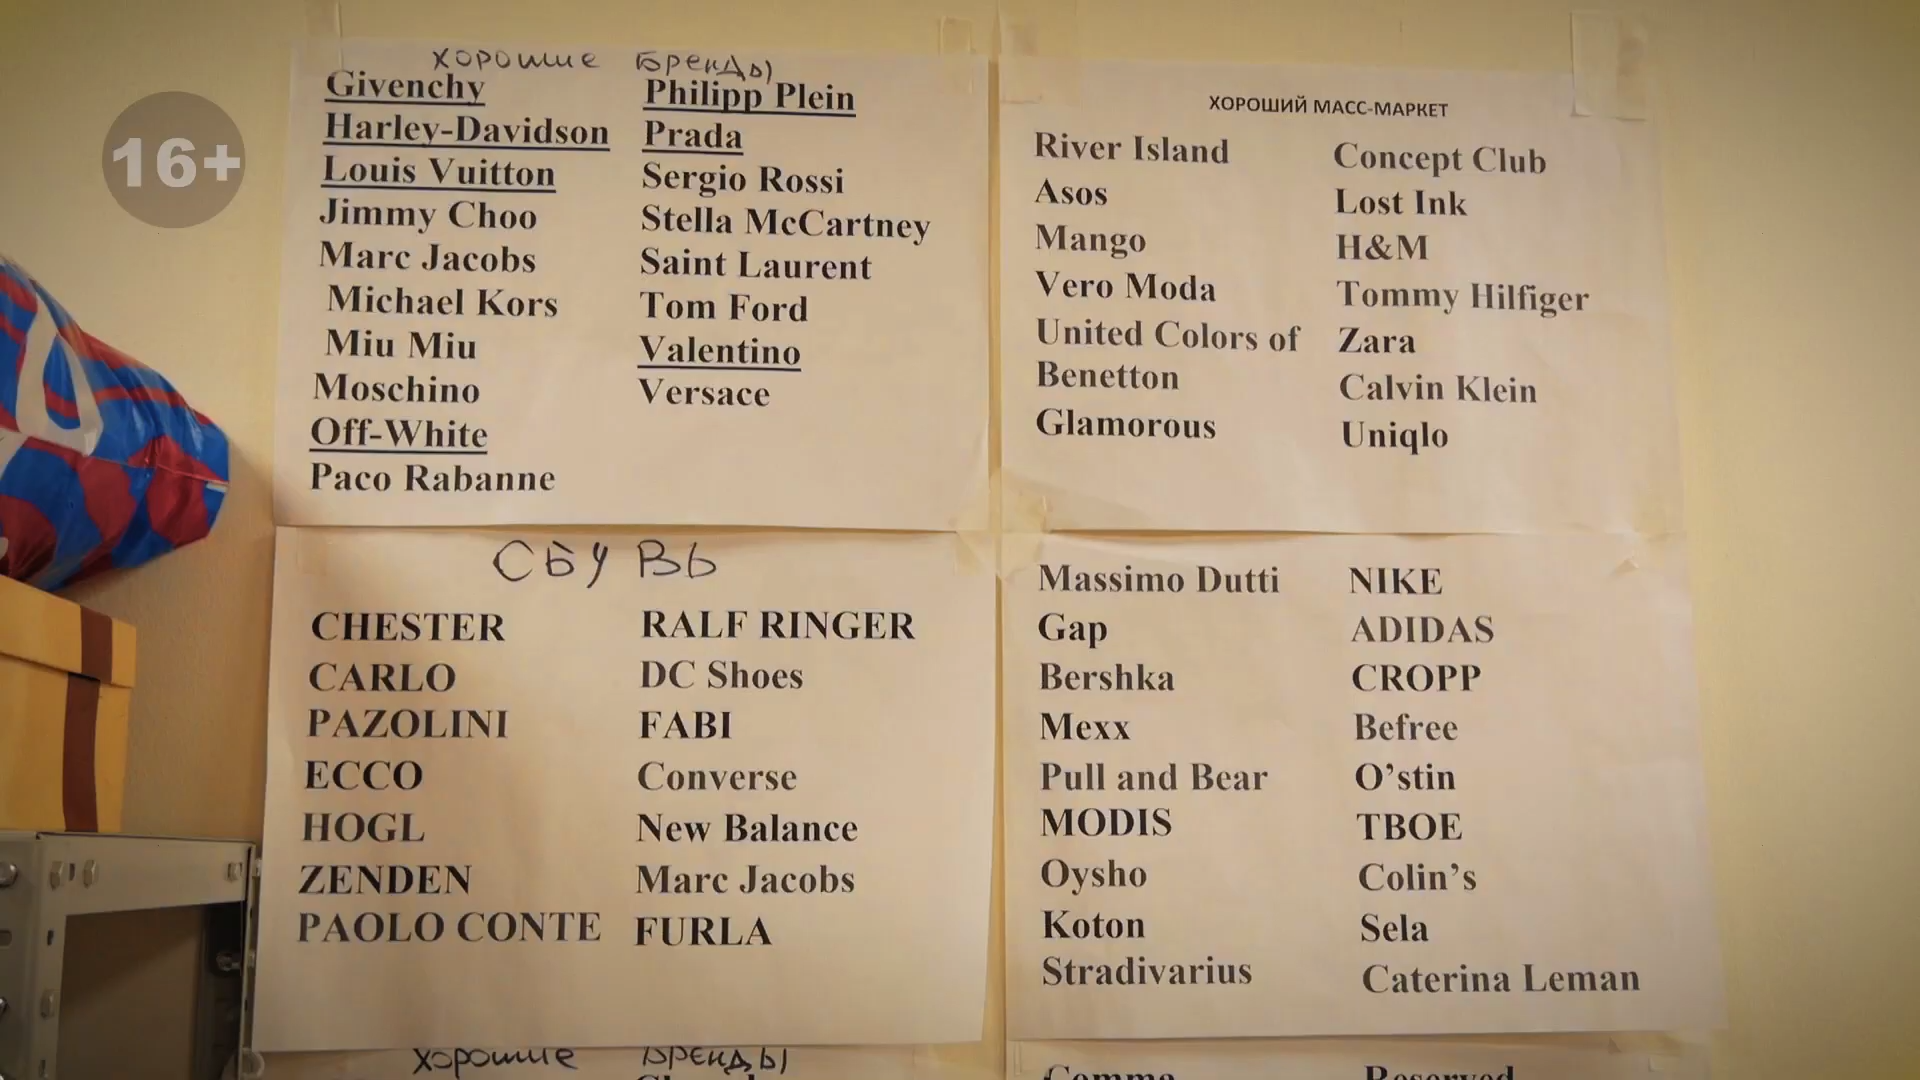 16+
хорошие бренды
Givenchy
Harley-Davidson
Louis Vuitton
Jimmy Choo
Marc Jacobs
Michael Kors
Miu Miu
Moschino
Off-White
Paco Rabanne
Philipp Plein
Prada
Sergio Rossi
Stella McCartney
Saint Laurent
Tom Ford
Valentino
Versace
ХОРОШИЙ МАСС-МАРКЕТ
River Island
Asos
Mango
Vero Moda
United Colors of
Benetton
Glamorous
Concept Club
Lost Ink
H&M
Tommy Hilfiger
Zara
Calvin Klein
Uniqlo
ОБУВЬ
CHESTER
CARLO
PAZOLINI
ECCO
HOGL
ZENDEN
PAOLO CONTE
RALF RINGER
DC Shoes
FABI
Converse
New Balance
Marc Jacobs
FURLA
Massimo Dutti
Gap
Bershka
Mexx
Pull and Bear
MODIS
Oysho
Koton
Stradivarius
NIKE
ADIDAS
CROPP
Befree
O’stin
ТВОЕ
Colin’s
Sela
Caterina Leman
хорошие бренды
Comma
Reserved